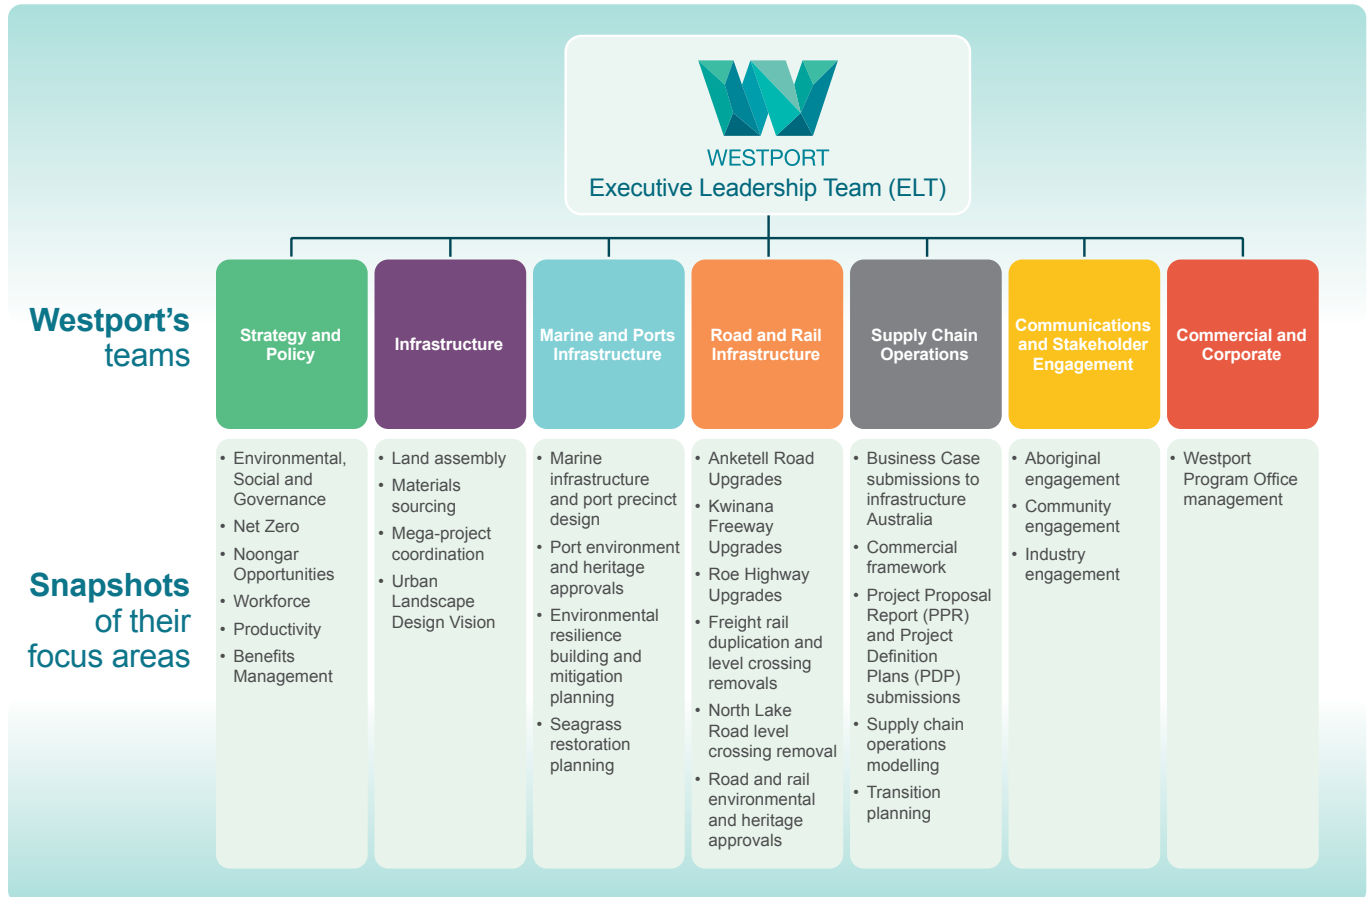 WESTPORT
Executive Leadership Team (ELT)
Westport's
teams
Strategy and
Policy
Infrastructure
Marine and Ports
Infrastructure
Road and Rail
Infrastructure
Supply Chain
Operations
Communications
and Stakeholder
Engagement
Commercial and
Corporate
Snapshots
of their
focus areas
• Environmental,
Social and
Governance
• Net Zero
• Noongar
Opportunities
• Workforce
• Productivity
• Benefits
Management
• Land assembly
• Materials
sourcing
• Mega-project
coordination
• Urban
Landscape
Design Vision
• Marine
infrastructure
and port precinct
design
• Port environment
and heritage
approvals
• Environmental
resilience
building and
mitigation
planning
• Seagrass
restoration
planning
• Anketell Road
Upgrades
• Kwinana
Freeway
Upgrades
• Roe Highway
Upgrades
• Freight rail
duplication and
level crossing
removals
• North Lake
Road level
crossing removal
• Road and rail
environmental
and heritage
approvals
• Business Case
submissions to
infrastructure
Australia
• Commercial
framework
• Project Proposal
Report (PPR)
and Project
Definition
Plans (PDP)
submissions
• Supply chain
operations
modelling
• Transition
planning
• Aboriginal
engagement
• Community
engagement
• Industry
engagement
• Westport
Program Office
management